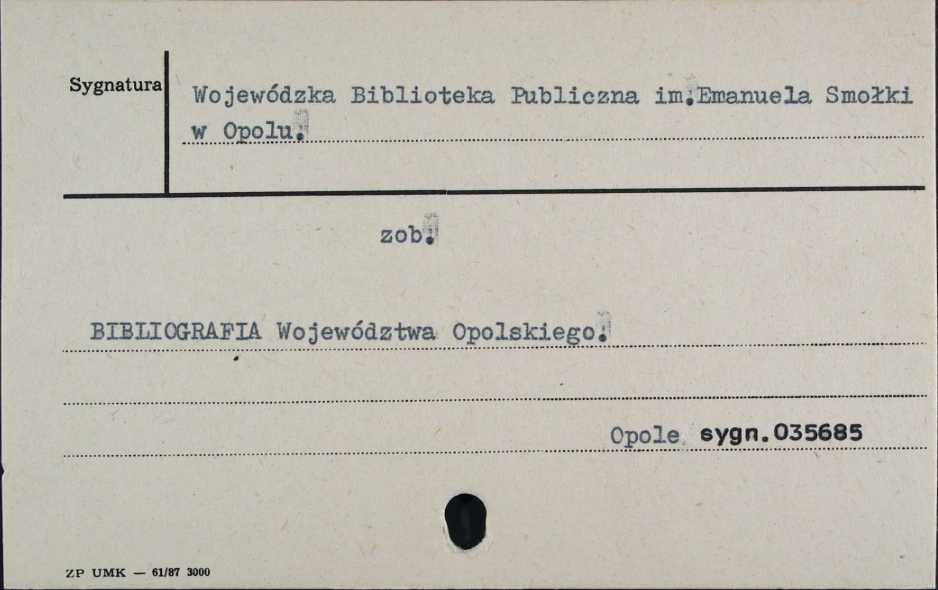 Sygnatura
Wojewódzka Biblioteka Publiczna im.Emanuela Smołki
w Opolu.
zob.
BIBLIOGRAFIA Województwa Opolskiego.
Opole sygn.035685
ZP UMK — 61/87 3000